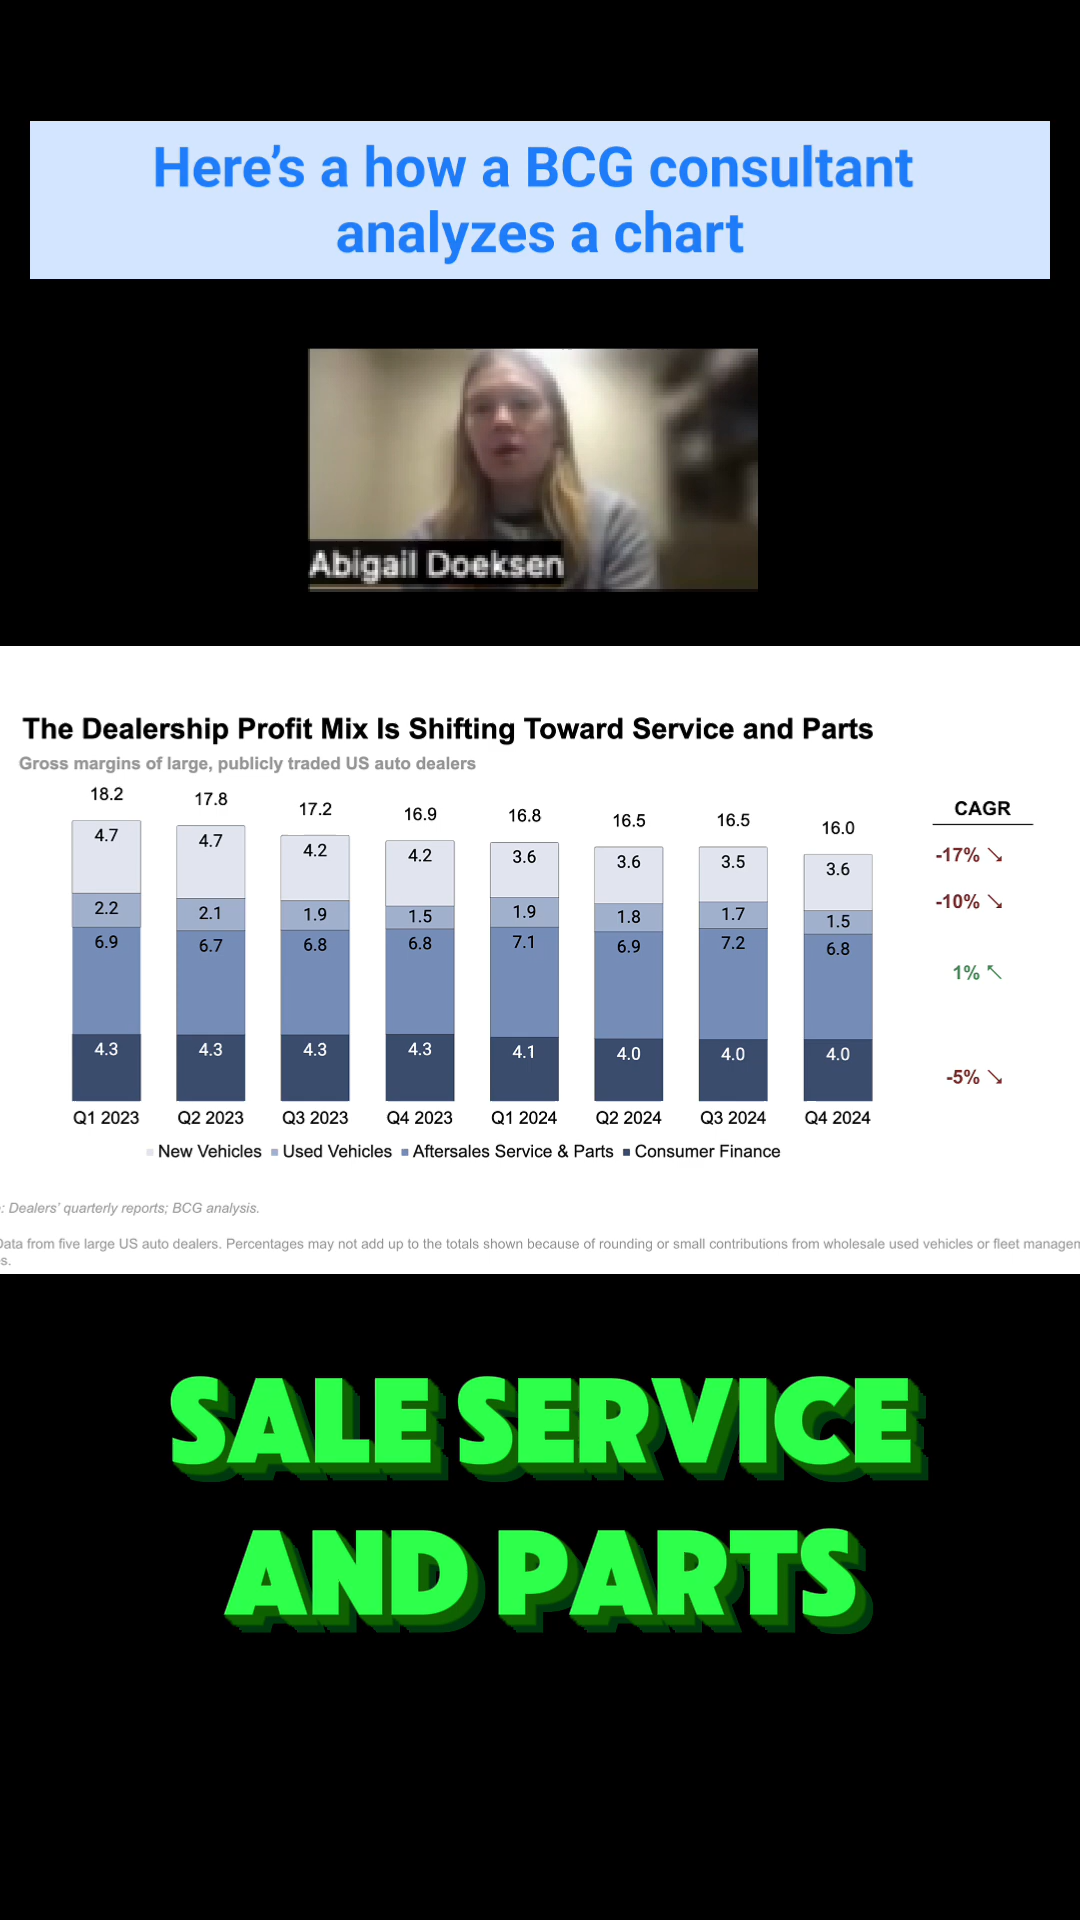 Here’s a how a BCG consultant
analyzes a chart
Abigail Doeksen
The Dealership Profit Mix Is Shifting Toward Service and Parts
Gross margins of large, publicly traded US auto dealers
18.2 17.8 17.2 16.9 16.8 16.5 16.5 16.0
CAGR
4.7 4.7 4.2 4.2 3.6 3.6 3.5 3.6 -17% ↘
2.2 2.1 1.9 1.5 1.9 1.8 1.7 1.5 -10% ↘
6.9 6.7 6.8 6.8 7.1 6.9 7.2 6.8 1% ↖
4.3 4.3 4.3 4.3 4.1 4.0 4.0 4.0 -5% ↘
Q1 2023 Q2 2023 Q3 2023 Q4 2023 Q1 2024 Q2 2024 Q3 2024 Q4 2024
New Vehicles Used Vehicles Aftersales Service & Parts Consumer Finance
: Dealers’ quarterly reports; BCG analysis.
Data from five large US auto dealers. Percentages may not add up to the totals shown because of rounding or small contributions from wholesale used vehicles or fleet managem
s.
SALE SERVICE
AND PARTS